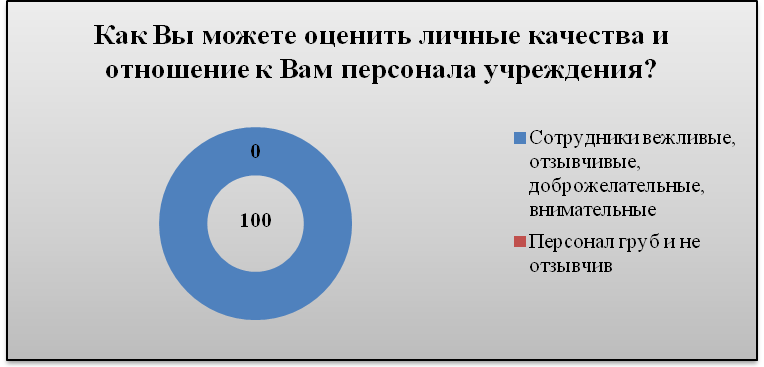 Как Вы можете оценить личные качества и
отношение к Вам персонала учреждения?
0
100
Сотрудники вежливые,
отзывчивые,
доброжелательные,
внимательные
Персонал груб и не
отзывчив